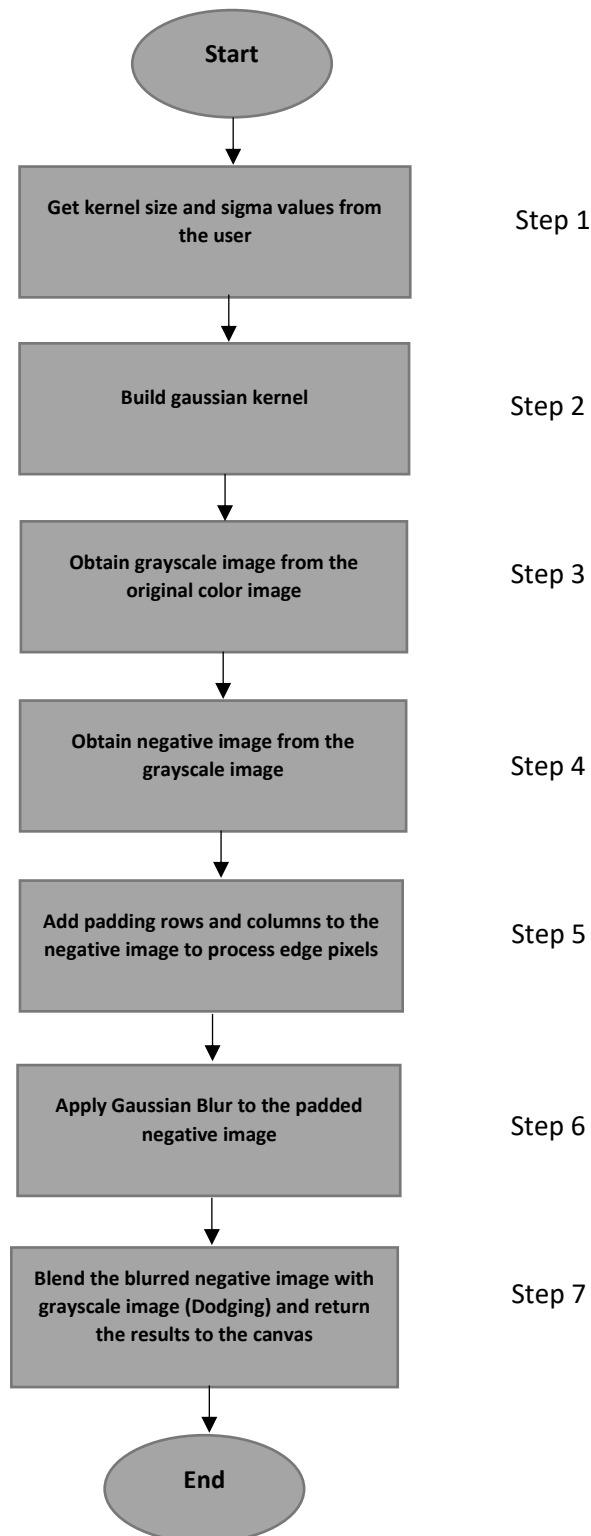 Start
Get kernel size and sigma values from
the user
Step 1
Build gaussian kernel
Step 2
Obtain grayscale image from the
original color image
Step 3
Obtain negative image from the
grayscale image
Step 4
Add padding rows and columns to the
negative image to process edge pixels
Step 5
Apply Gaussian Blur to the padded
negative image
Step 6
Blend the blurred negative image with
grayscale image (Dodging) and return
the results to the canvas
Step 7
End